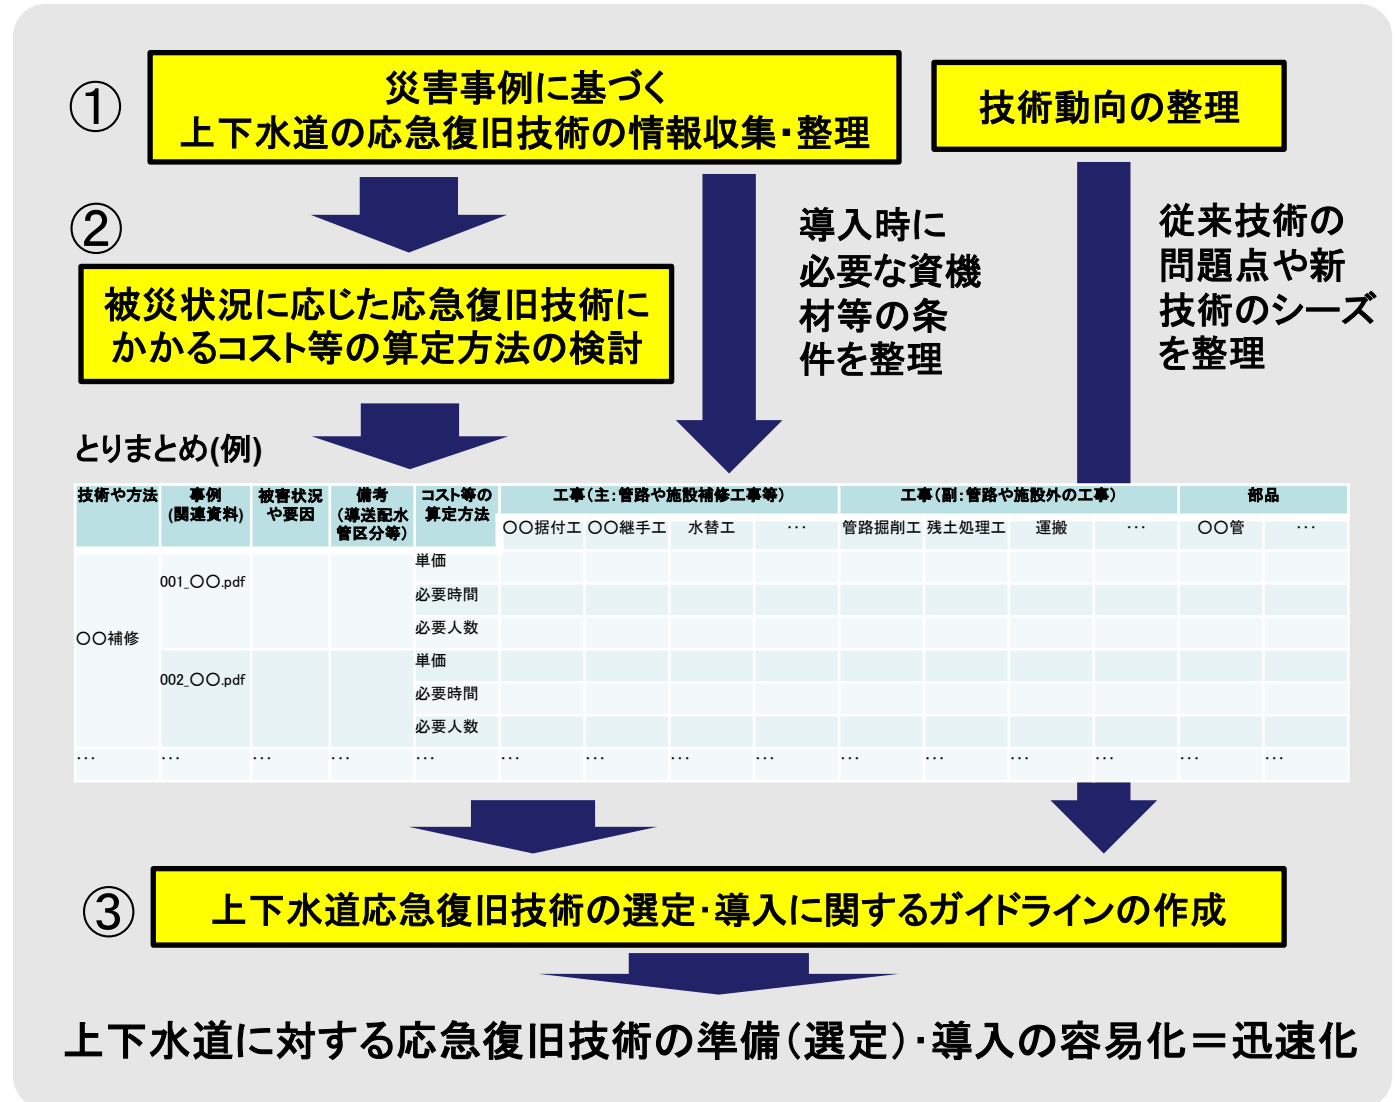 ①
災害事例に基づく
上下水道の応急復旧技術の情報収集・整理
技術動向の整理
②
被災状況に応じた応急復旧技術に
かかるコスト等の算定方法の検討
導入時に
必要な資機
材等の条
件を整理
従来技術の
問題点や新
技術のシーズ
を整理
とりまとめ(例)
技術や方法 事例 被害状況 備考 コスト等の 工事(主:管路や施設補修工事等) 工事(副:管路や施設外の工事) 部品
(関連資料) や要因 (導送配水 算定方法
管区分等)
〇〇据付工 〇〇継手工 水替工 … 管路掘削工 残土処理工 運搬 … 〇〇管 …
単価
001_〇〇.pdf
必要時間
必要人数
〇〇補修
単価
002_〇〇.pdf
必要時間
必要人数
… … … … … … … … … … … … … … …
③
上下水道応急復旧技術の選定・導入に関するガイドラインの作成
上下水道に対する応急復旧技術の準備(選定)・導入の容易化＝迅速化